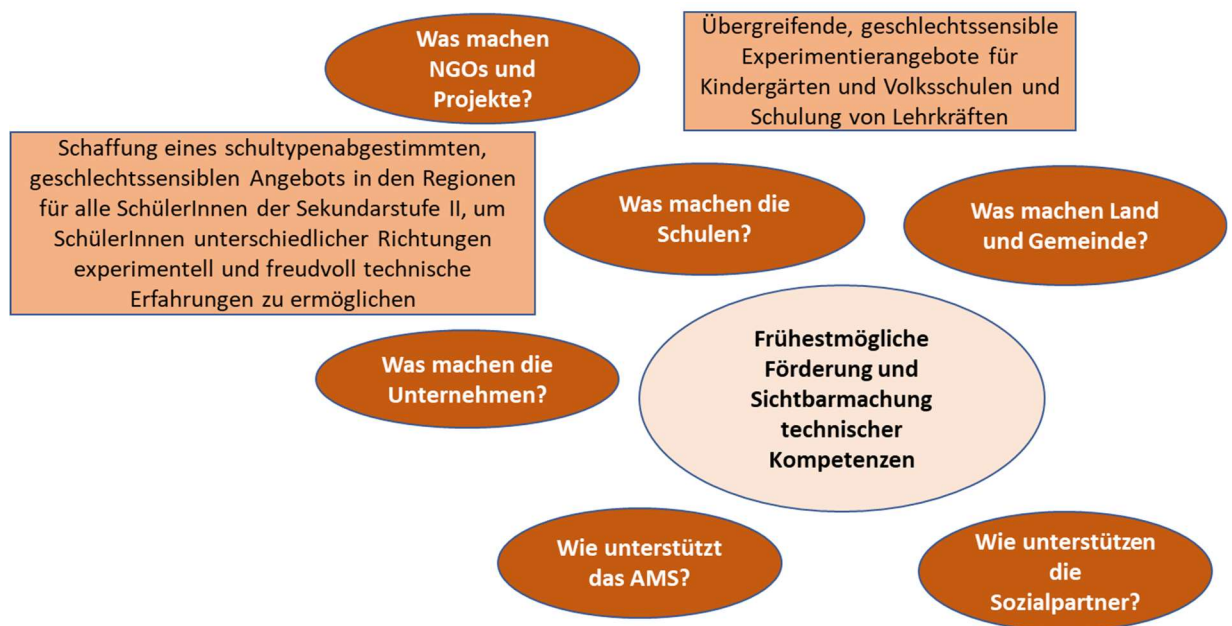 Was machen
NGOs und
Projekte?
Übergreifende, geschlechtssensible
Experimentierangebote für
Kindergärten und Volksschulen und
Schulung von Lehrkräften
Schaffung eines schultypenabgestimmten,
geschlechtssensiblen Angebots in den Regionen
für alle SchülerInnen der Sekundarstufe II, um
SchülerInnen unterschiedlicher Richtungen
experimentell und freudvoll technische
Erfahrungen zu ermöglichen
Was machen die
Schulen?
Was machen Land
und Gemeinde?
Was machen die
Unternehmen?
Frühestmögliche
Förderung und
Sichtbarmachung
technischer
Kompetenzen
Wie unterstützt
das AMS?
Wie unterstützen
die
Sozialpartner?